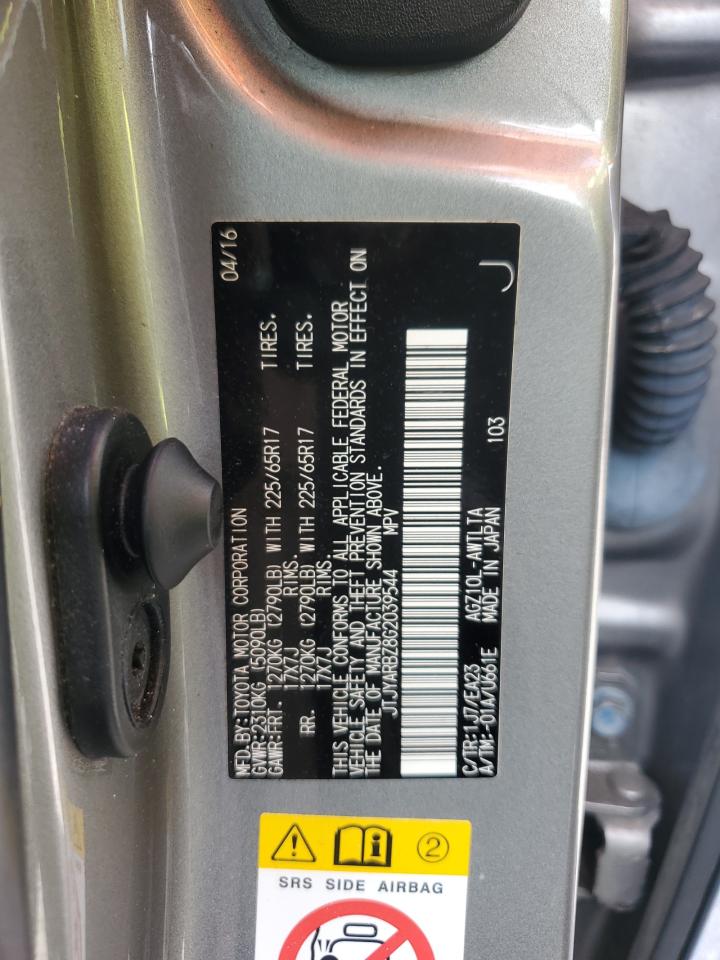 MFD.BY:TOYOTA MOTOR CORPORATION 04/16
GVWR:2310KG (5090LB)
GAWR:FRT. 1270KG (2790LB) WITH 225/65R17 TIRES.
17X7J RIMS.
RR. 1270KG (2790LB) WITH 225/65R17 TIRES.
17X7J RIMS.
THIS VEHICLE CONFORMS TO ALL APPLICABLE FEDERAL MOTOR
VEHICLE SAFETY AND THEFT PREVENTION STANDARDS IN EFFECT ON
THE DATE OF MANUFACTURE SHOWN ABOVE.
JTJYARBZ8G2039544 MPV
C/TR:1J7/EA23 AGZ10L-AWTLTA 103
A/TM:-01A/U661E MADE IN JAPAN J
2
SRS SIDE AIRBAG